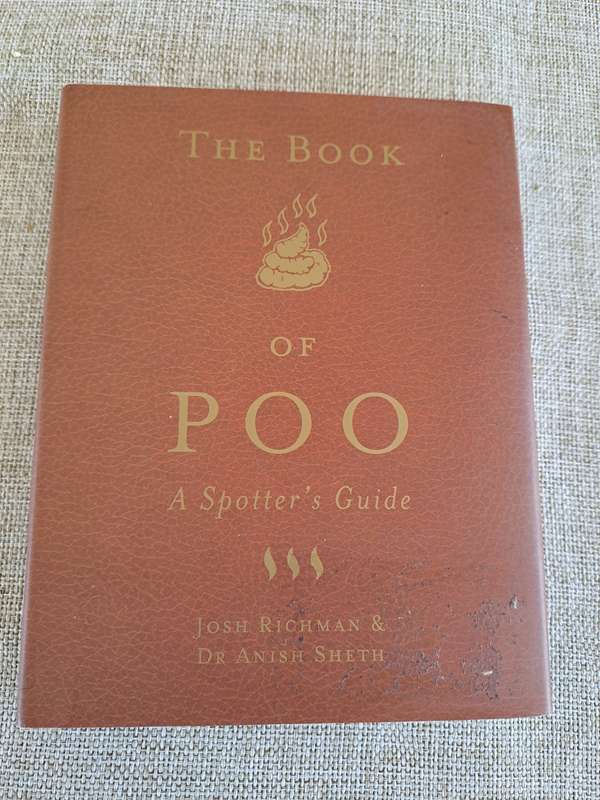 The Book
of
POO
A Spotter's Guide
Josh Richman &
Dr Anish Sheth